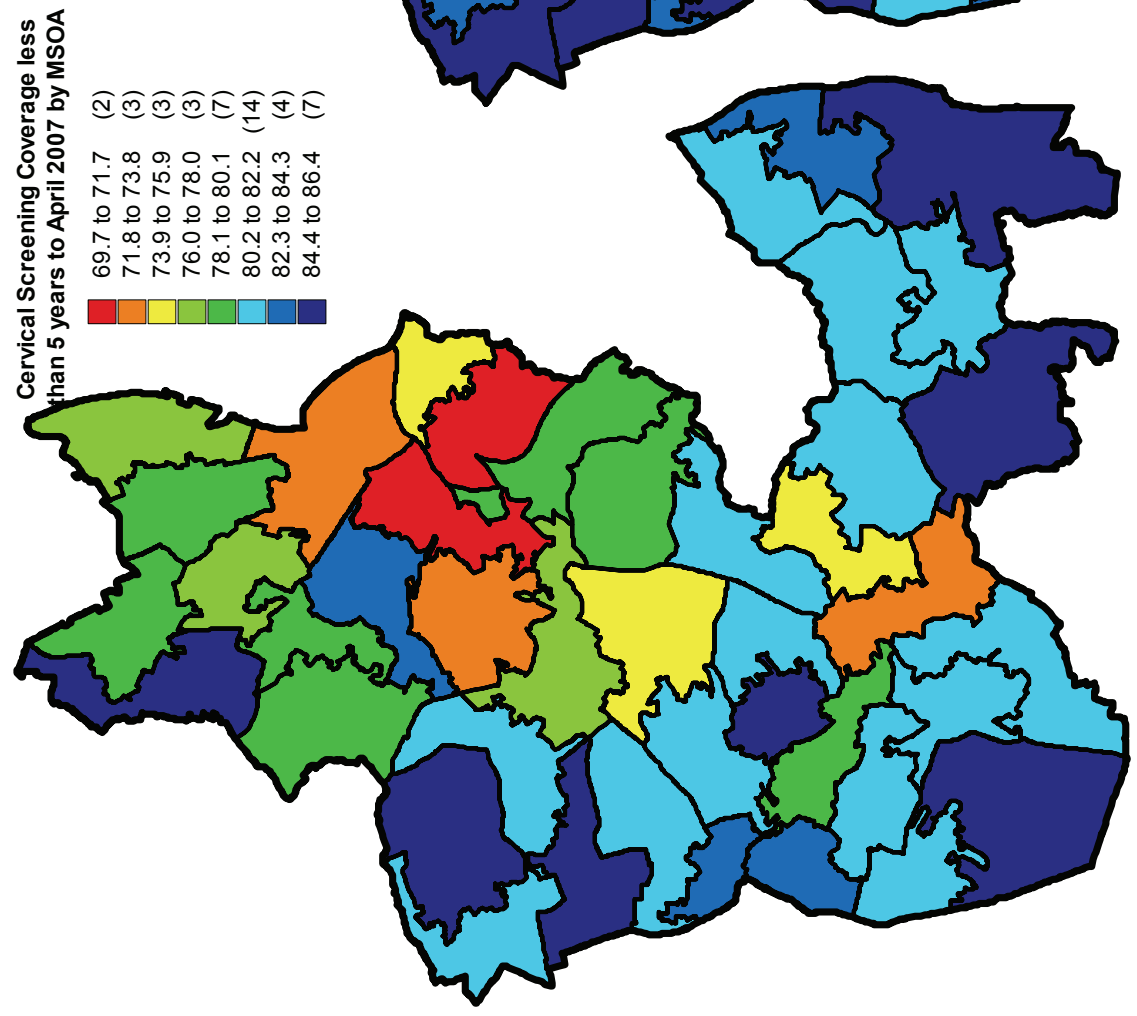 Cervical Screening Coverage less
than 5 years to April 2007 by MSOA
69.7 to 71.7 (2)
71.8 to 73.8 (3)
73.9 to 75.9 (3)
76.0 to 78.0 (3)
78.1 to 80.1 (7)
80.2 to 82.2 (14)
82.3 to 84.3 (4)
84.4 to 86.4 (7)